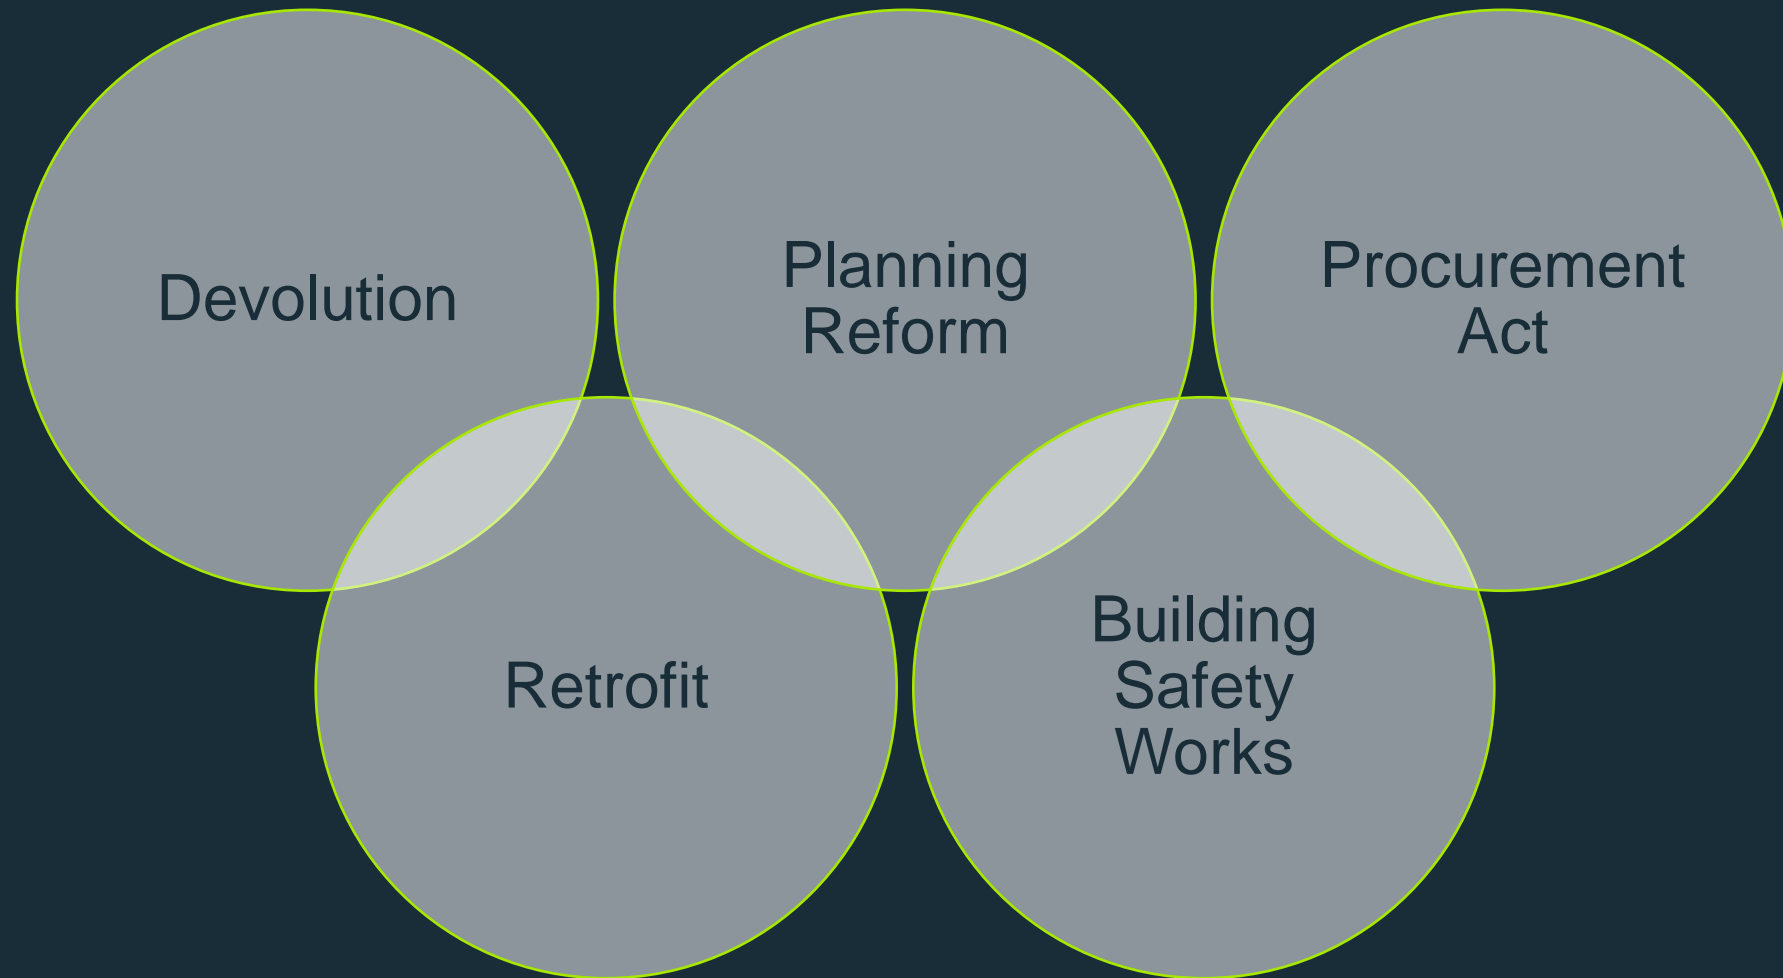 Devolution
Planning
Reform
Procurement
Act
Retrofit
Building
Safety
Works